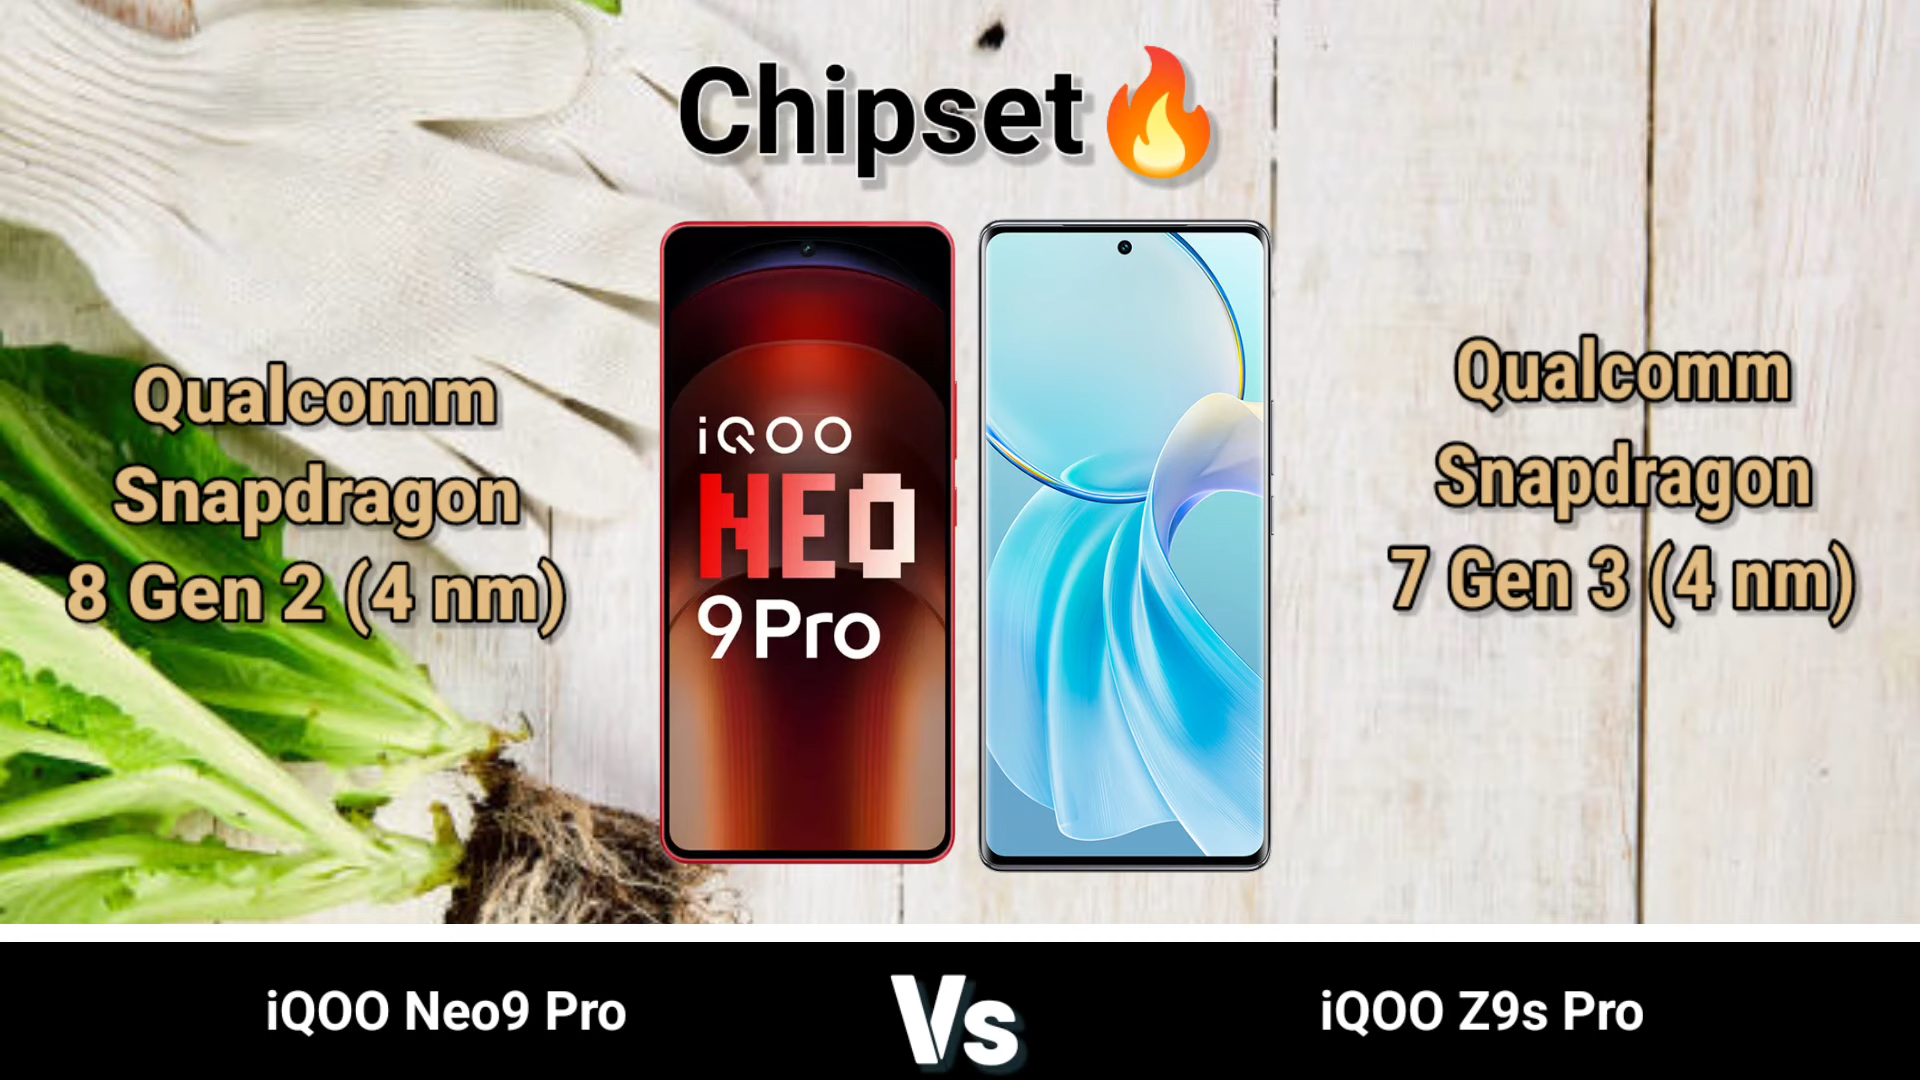 Chipset🔥
Qualcomm
Snapdragon
8 Gen 2 (4 nm)
iQOO
NEO
9Pro
Qualcomm
Snapdragon
7 Gen 3 (4 nm)
iQOO Neo9 Pro
Vs
iQOO Z9s Pro